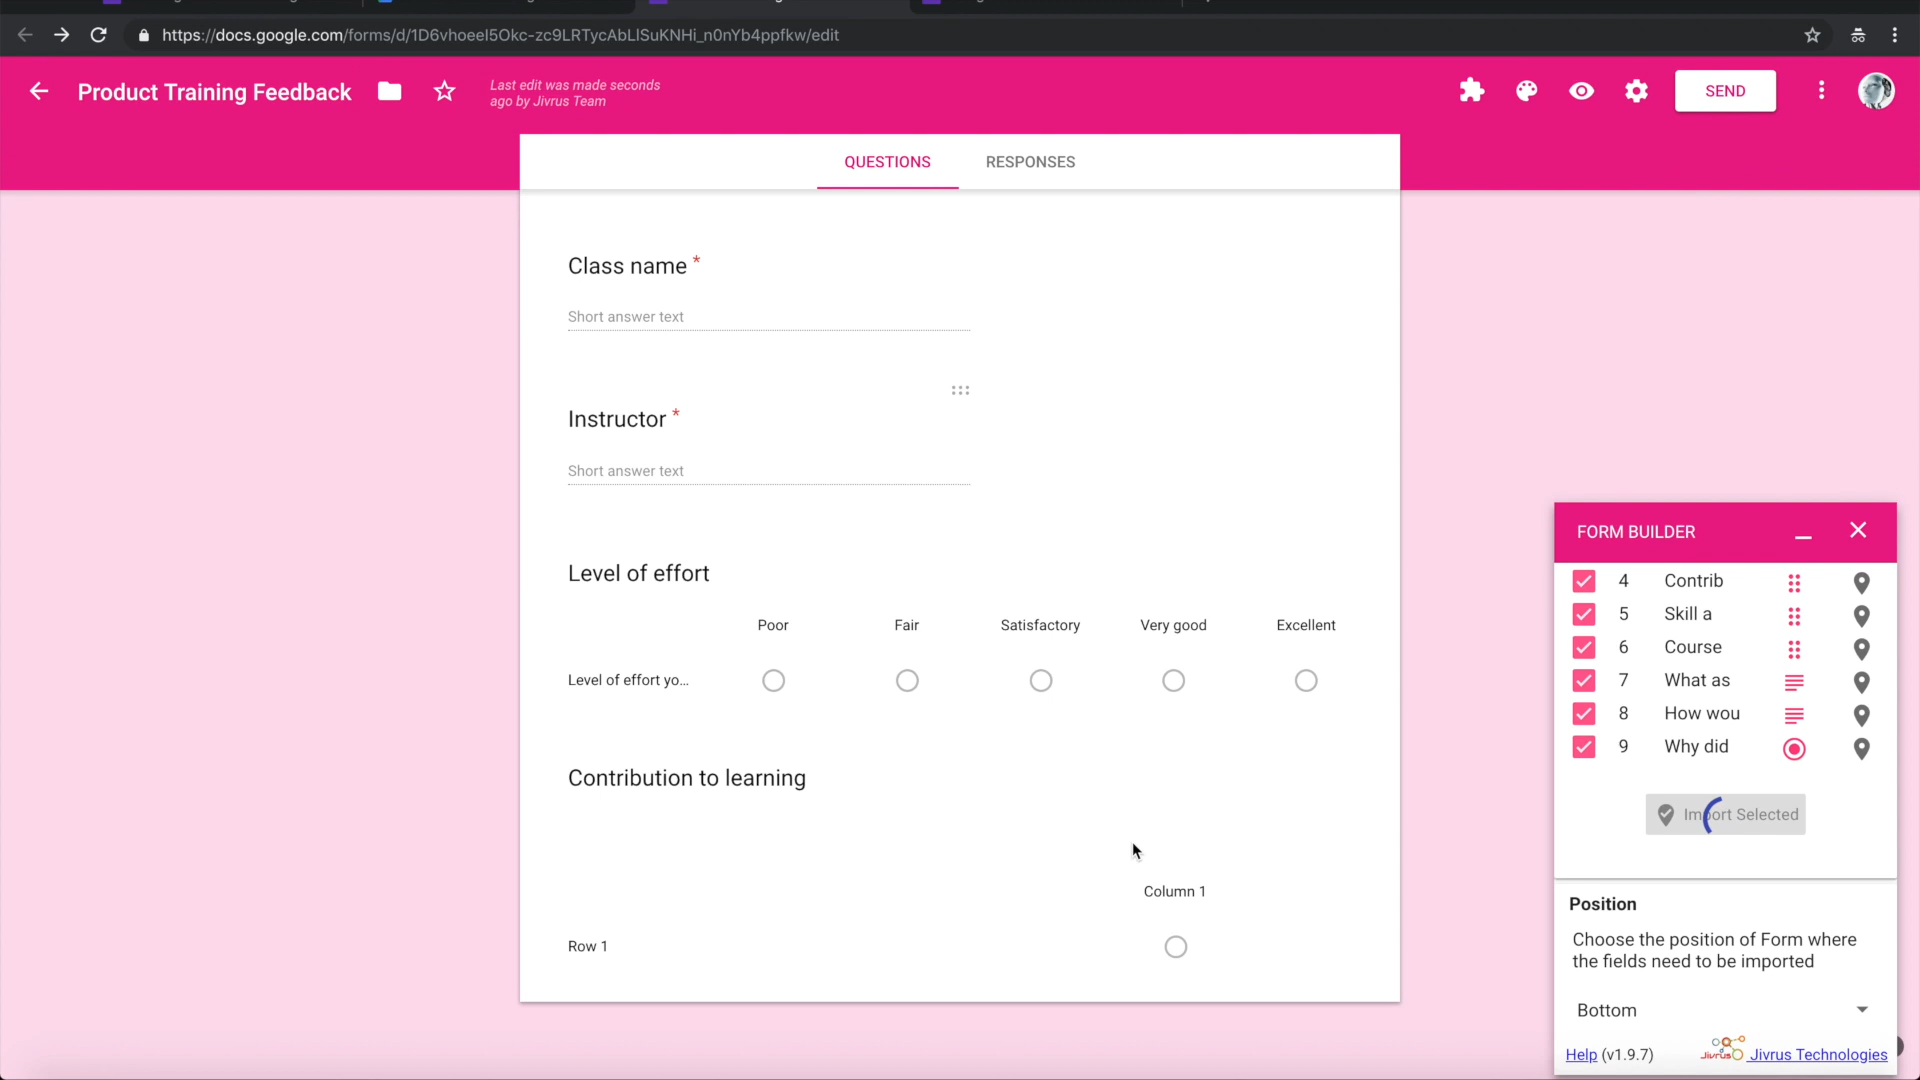 https://docs.google.com/forms/d/1D6vhoeeI5Okc-zc9LRTycAbLlSuKNHi_n0nYb4ppfkw/edit
Product Training Feedback
Last edit was made seconds
ago by Jivrus Team
SEND
QUESTIONS
RESPONSES
Class name *
Short answer text
Instructor *
Short answer text
Level of effort
Poor
Fair
Satisfactory
Very good
Excellent
Level of effort yo...
Contribution to learning
Column 1
Row 1
FORM BUILDER
4 Contrib
5 Skill a
6 Course
7 What as
8 How wou
9 Why did
Import Selected
Position
Choose the position of Form where
the fields need to be imported
Bottom
Help (v1.9.7)
Jivrus
Jivrus Technologies